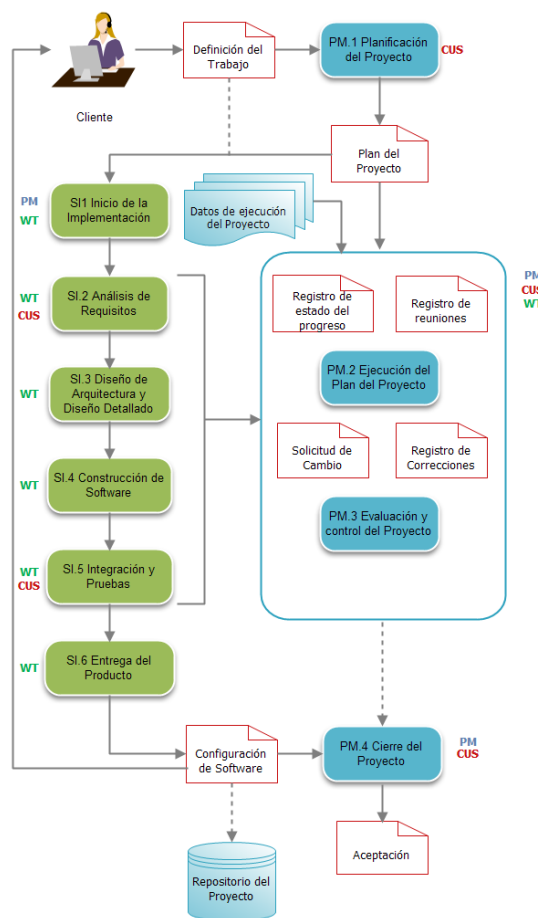 Definición del
Trabajo
PM.1 Planificación
del Proyecto
CUS
Cliente
Plan del
Proyecto
PM
WT
SI1 Inicio de la
Implementación
Datos de ejecución
del Proyecto
WT
CUS
SI.2 Análisis de
Requisitos
Registro de
estado del
progreso
Registro de
reuniones
PM
CUS
WT
WT
SI.3 Diseño de
Arquitectura y
Diseño Detallado
PM.2 Ejecución del
Plan del Proyecto
WT
SI.4 Construcción de
Software
Solicitud de
Cambio
Registro de
Correcciones
WT
CUS
SI.5 Integración y
Pruebas
PM.3 Evaluación y
control del Proyecto
WT
SI.6 Entrega del
Producto
Configuración
de Software
PM.4 Cierre del
Proyecto
PM
CUS
Aceptación
Repositorio del
Proyecto